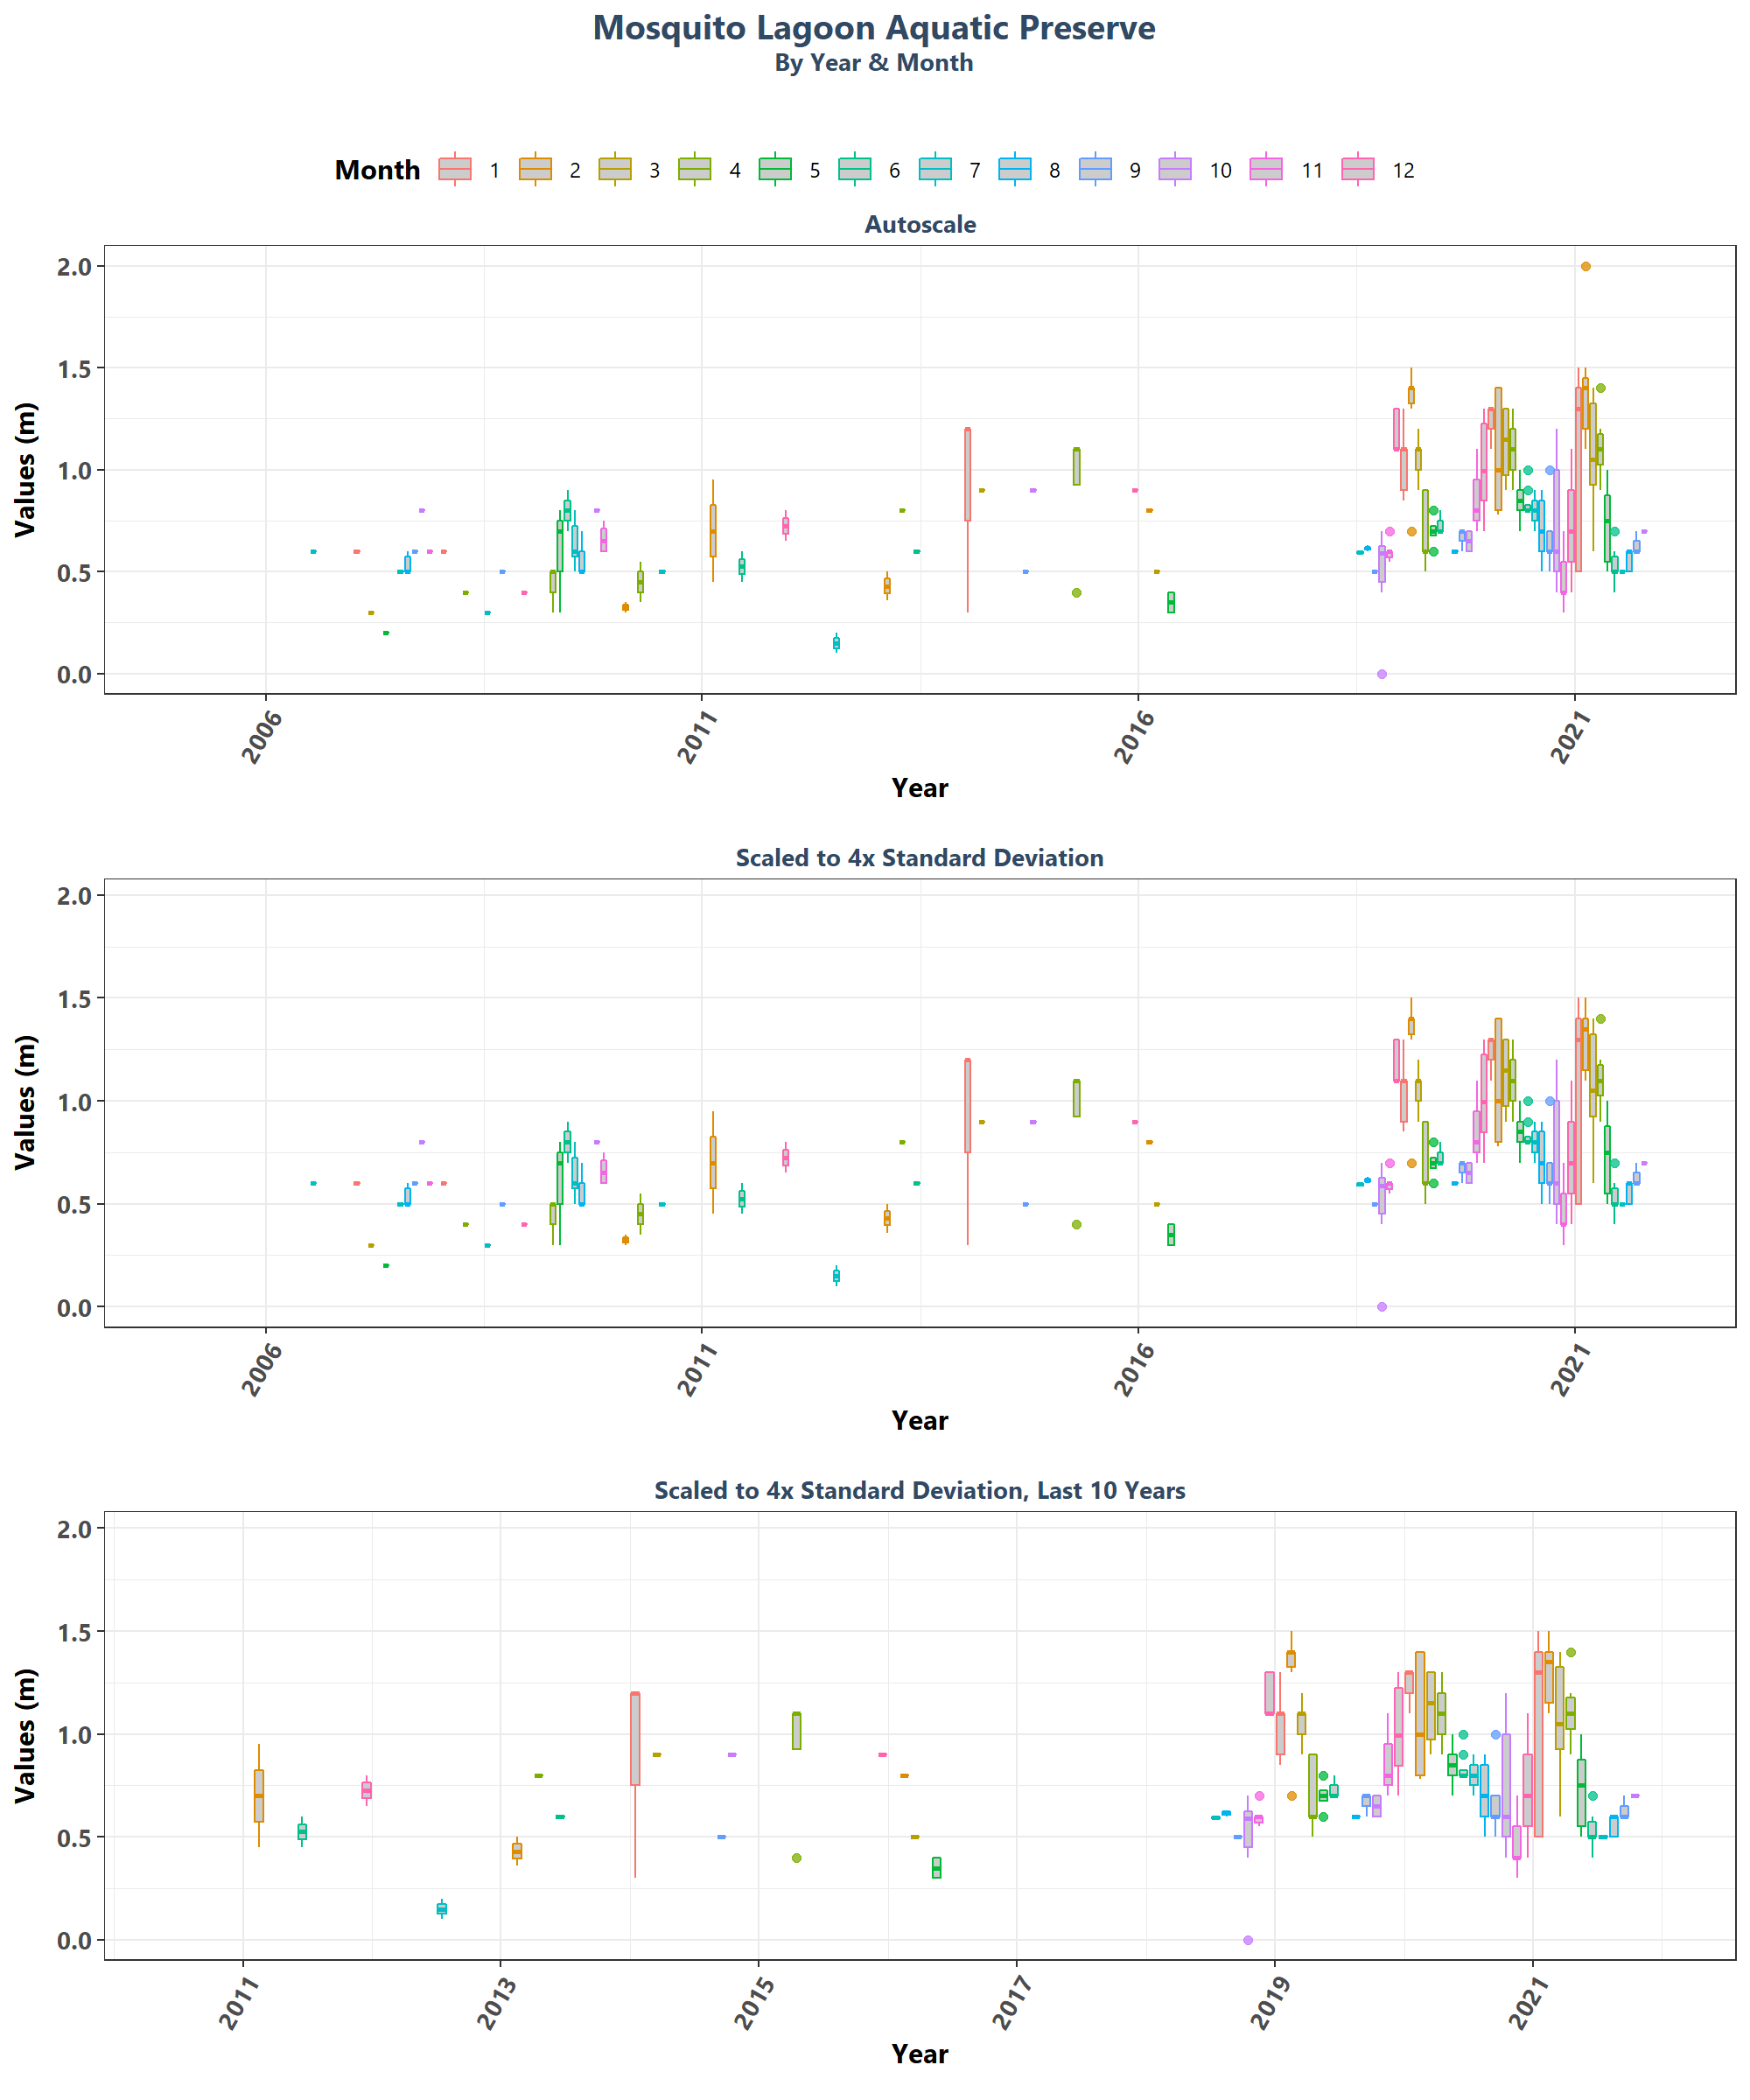 Mosquito Lagoon Aquatic Preserve
By Year & Month
Month 1 2 3 4 5 6 7 8 9 10 11 12
Autoscale
2.0
1.5
1.0
0.5
0.0
Values (m)
2006 2011 2016 2021
Year
Scaled to 4x Standard Deviation
2.0
1.5
1.0
0.5
0.0
Values (m)
2006 2011 2016 2021
Year
Scaled to 4x Standard Deviation, Last 10 Years
2.0
1.5
1.0
0.5
0.0
Values (m)
2011 2013 2015 2017 2019 2021
Year